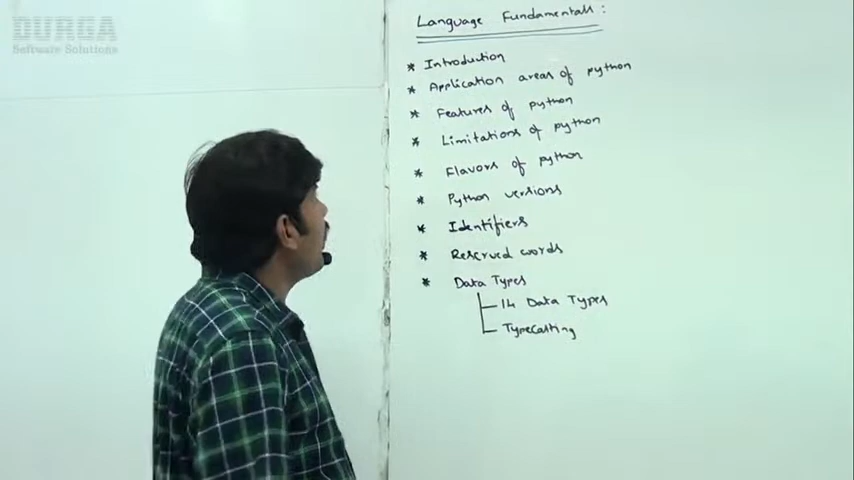 DURGA
Software Solutions
Language Fundamentals :
* Introduction
* Application areas of python
* Features of python
* Limitations of python
* Flavors of python
* Python versions
* Identifiers
* Reserved words
* Data Types
14 Data Types
Typecasting